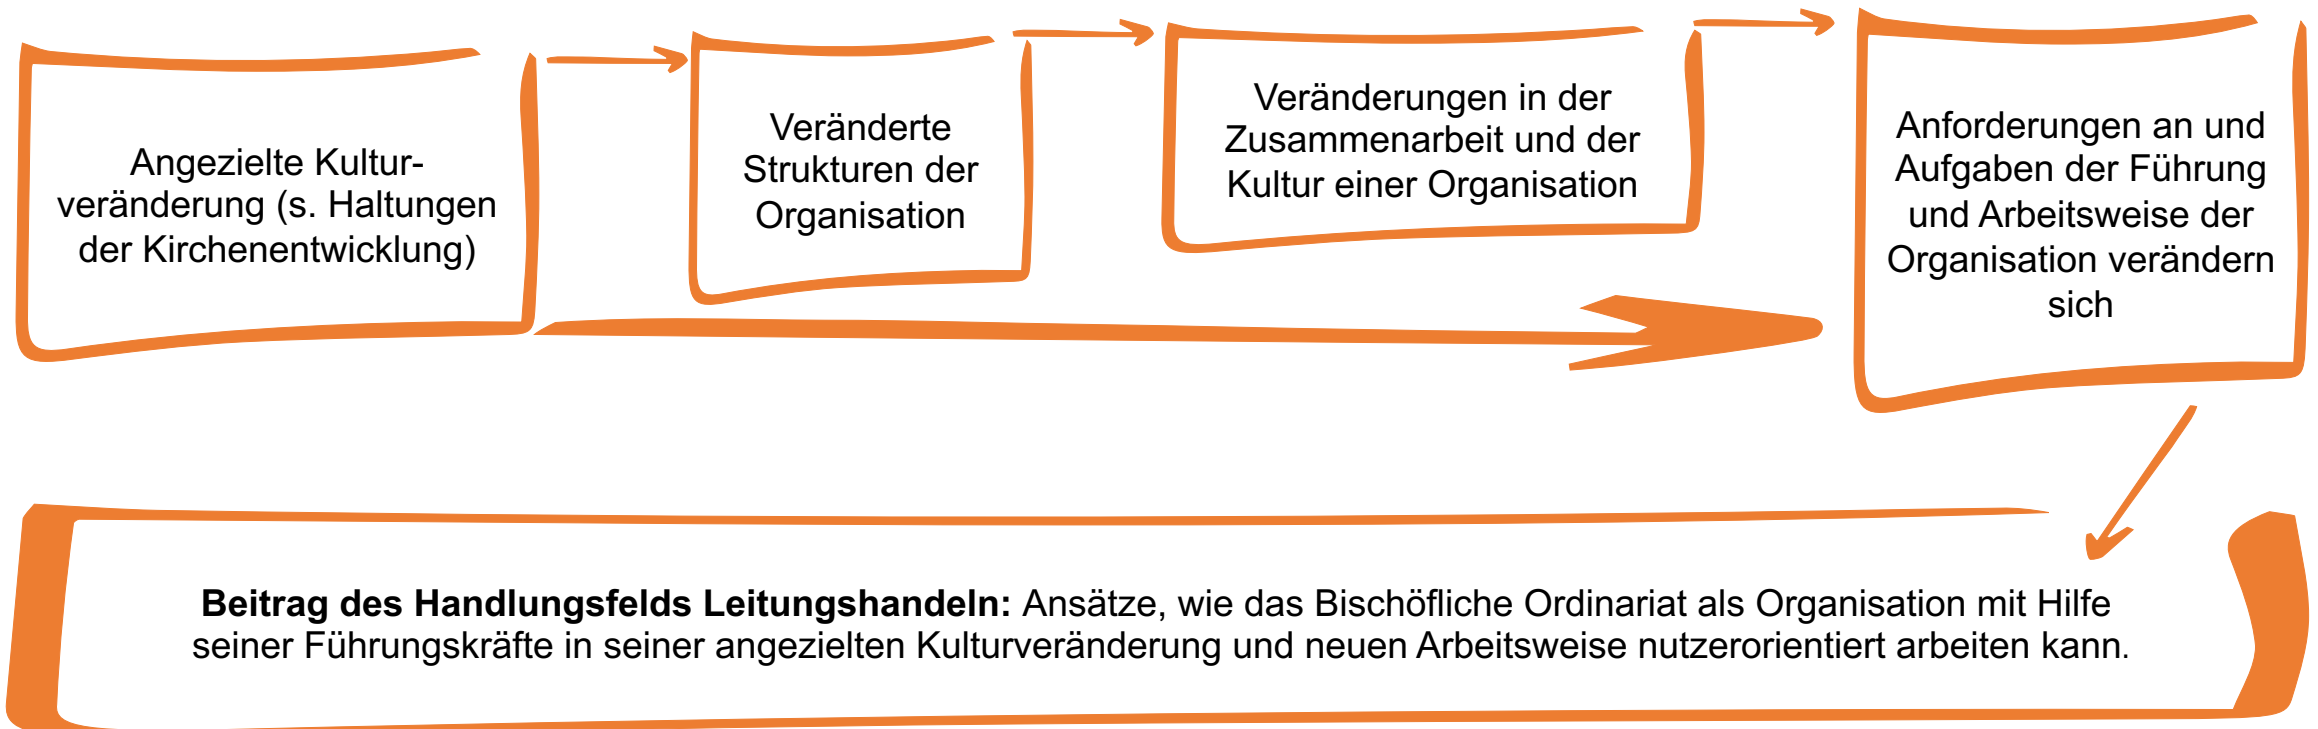 Angezielte Kultur-
veränderung (s. Haltungen
der Kirchenentwicklung)
Veränderte
Strukturen der
Organisation
Veränderungen in der
Zusammenarbeit und der
Kultur einer Organisation
Anforderungen an und
Aufgaben der Führung
und Arbeitsweise der
Organisation verändern
sich
Beitrag des Handlungsfelds Leitungshandeln: Ansätze, wie das Bischöfliche Ordinariat als Organisation mit Hilfe
seiner Führungskräfte in seiner angezielten Kulturveränderung und neuen Arbeitsweise nutzerorientiert arbeiten kann.